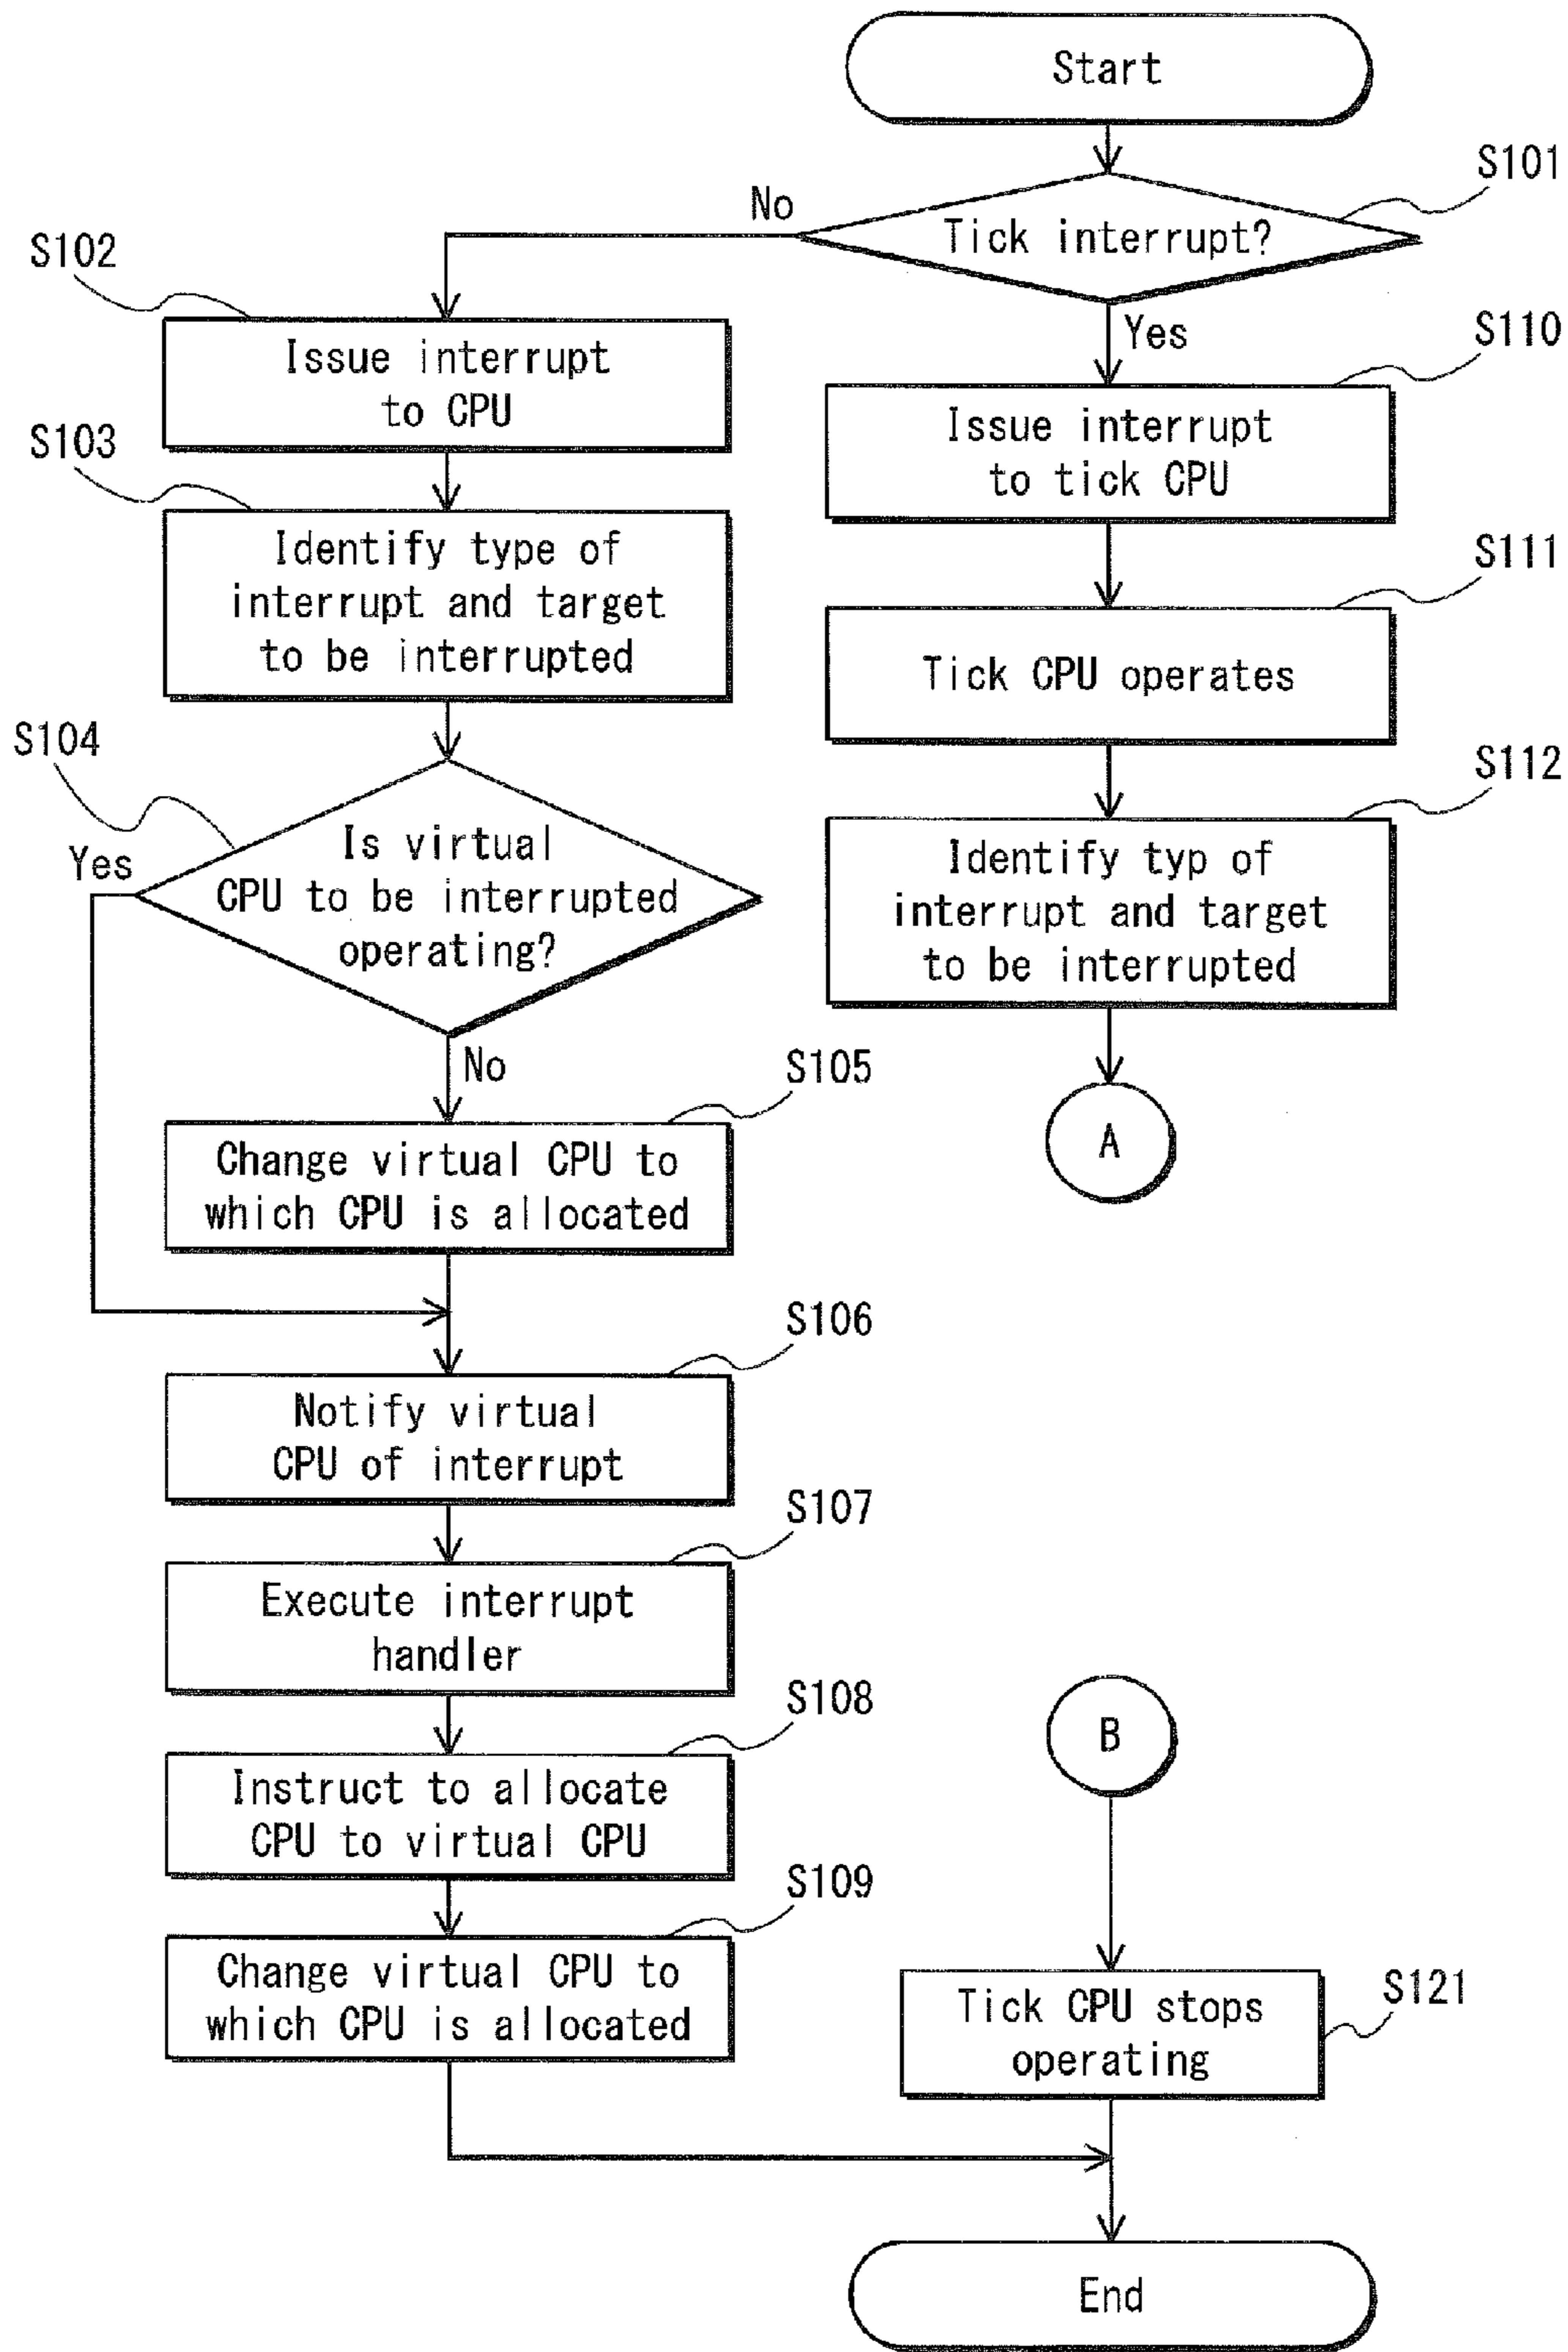 Start
S101
Tick interrupt?
No
Yes
S102
Issue interrupt
to CPU
S103
Identify type of
interrupt and target
to be interrupted
S104
Is virtual
CPU to be interrupted
operating?
Yes
No
S105
Change virtual CPU to
which CPU is allocated
S106
Notify virtual
CPU of interrupt
S107
Execute interrupt
handler
S108
Instruct to allocate
CPU to virtual CPU
S109
Change virtual CPU to
which CPU is allocated
S110
Issue interrupt
to tick CPU
S111
Tick CPU operates
S112
Identify typ of
interrupt and target
to be interrupted
A
B
S121
Tick CPU stops
operating
End